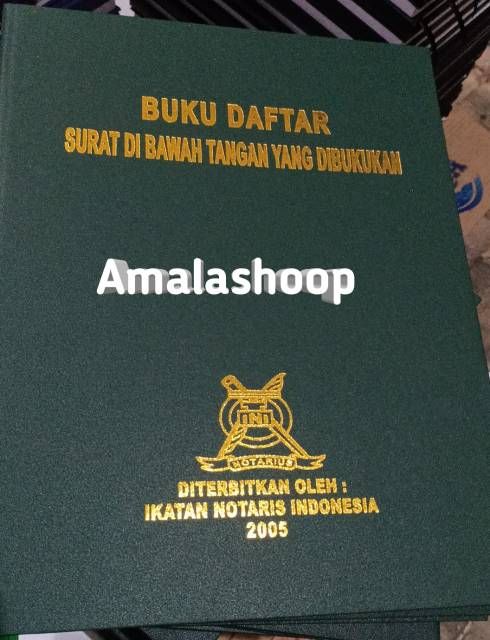 BUKU DAFTAR
SURAT DI BAWAH TANGAN YANG DIBUKUKAN
Amalashoop
INI
NOTARIUS
DITERBITKAN OLEH :
IKATAN NOTARIS INDONESIA
2005